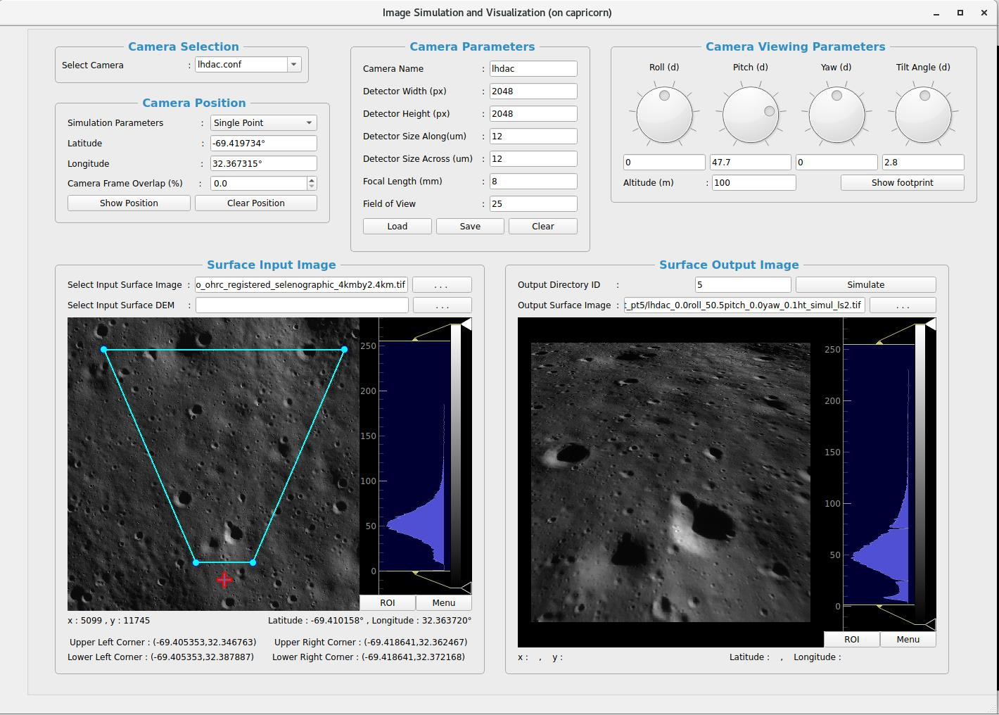 Image Simulation and Visualization (on capricorn)
Camera Selection
Select Camera : lhdac.conf
Camera Position
Simulation Parameters : Single Point
Latitude : -69.419734°
Longitude : 32.367315°
Camera Frame Overlap (%) : 0.0
Show Position Clear Position
Camera Parameters
Camera Name : lhdac
Detector Width (px) : 2048
Detector Height (px) : 2048
Detector Size Along(um) : 12
Detector Size Across (um) : 12
Focal Length (mm) : 8
Field of View : 25
Load Save Clear
Camera Viewing Parameters
Roll (d) Pitch (d) Yaw (d) Tilt Angle (d)
0 47.7 0 2.8
Altitude (m) : 100 Show footprint
Surface Input Image
Select Input Surface Image : o_ohrc_registered_selenographic_4kmby2.4km.tif ...
Select Input Surface DEM : ...
250
200
150
100
50
0
ROI Menu
x : 5099 , y : 11745 Latitude : -69.410158° , Longitude : 32.363720°
Upper Left Corner : (-69.405353,32.346763) Upper Right Corner : (-69.418641,32.362467)
Lower Left Corner : (-69.405353,32.387887) Lower Right Corner : (-69.418641,32.372168)
Surface Output Image
Output Directory ID : 5 Simulate
Output Surface Image : t_pt5/lhdac_0.0roll_50.5pitch_0.0yaw_0.1ht_simul_ls2.tif ...
250
200
150
100
50
0
ROI Menu
x : , y : Latitude : , Longitude :